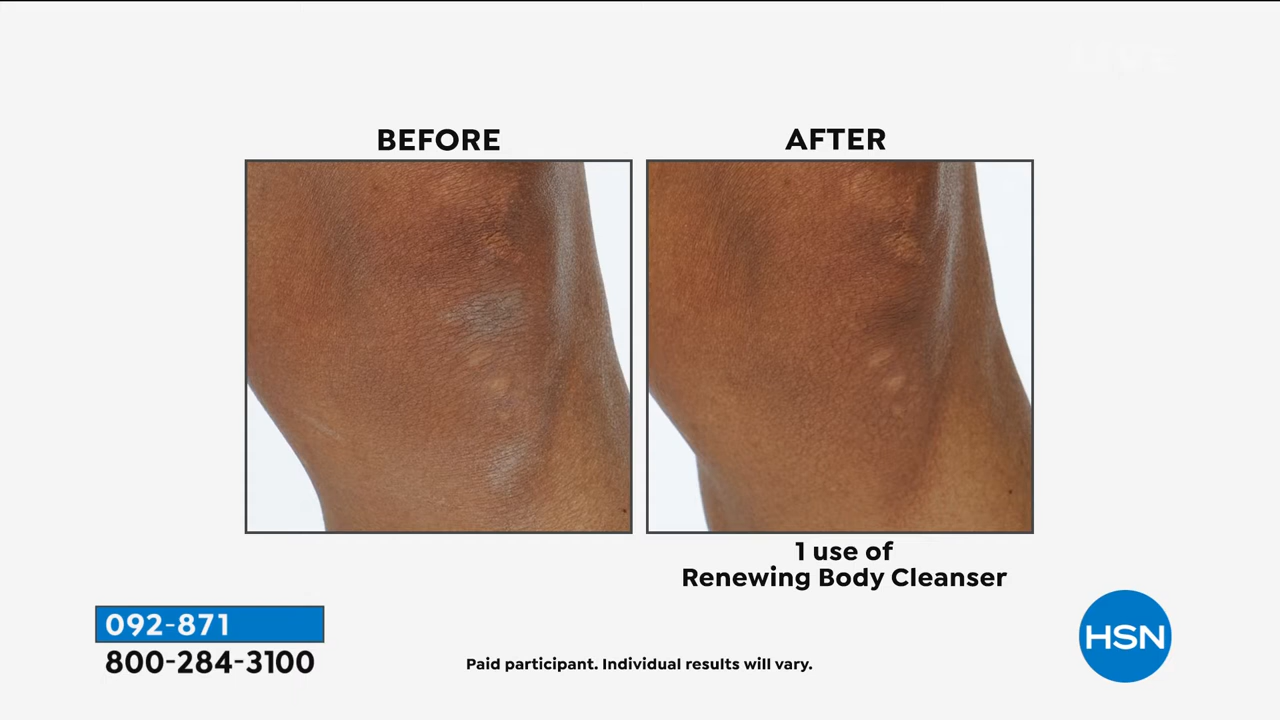 BEFORE
AFTER
1 use of
Renewing Body Cleanser
092-871
800-284-3100
Paid participant. Individual results will vary.
HSN